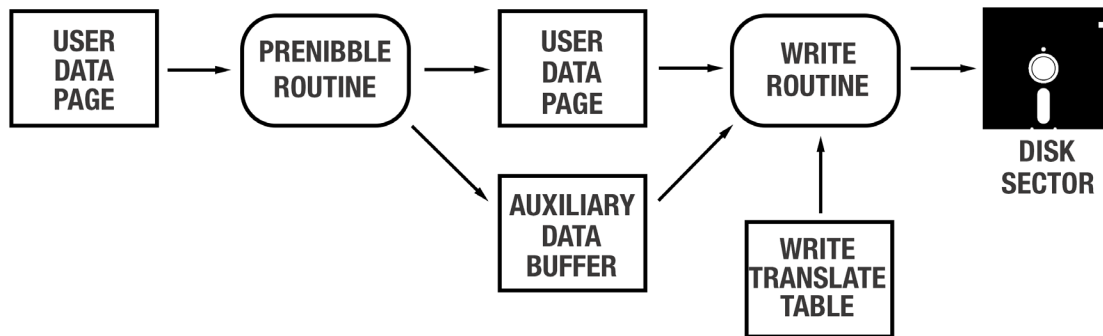 USER
DATA
PAGE
PRENIBBLE
ROUTINE
USER
DATA
PAGE
WRITE
ROUTINE
DISK
SECTOR
AUXILIARY
DATA
BUFFER
WRITE
TRANSLATE
TABLE